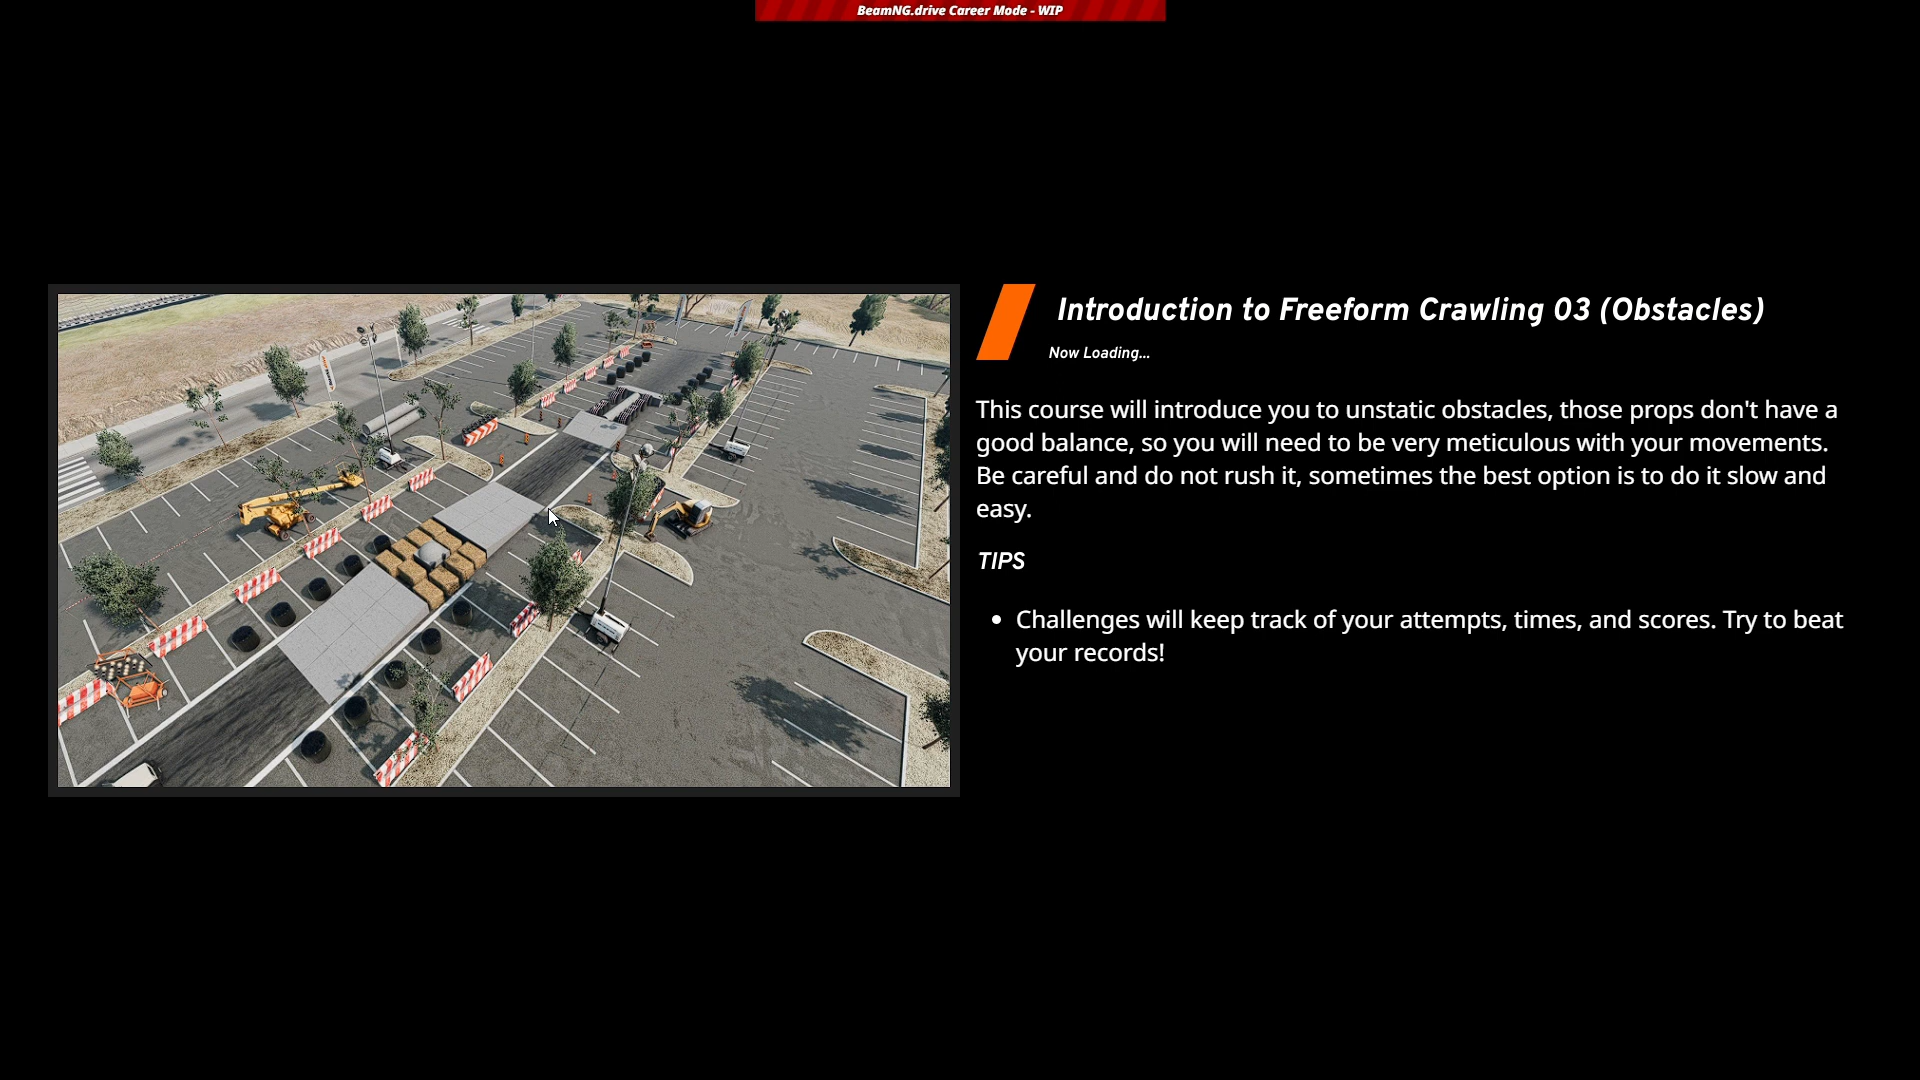 BeamNG.drive Career Mode - WIP
Introduction to Freeform Crawling 03 (Obstacles)
Now Loading...
This course will introduce you to unstatic obstacles, those props don't have a
good balance, so you will need to be very meticulous with your movements.
Be careful and do not rush it, sometimes the best option is to do it slow and
easy.
TIPS
Challenges will keep track of your attempts, times, and scores. Try to beat
your records!